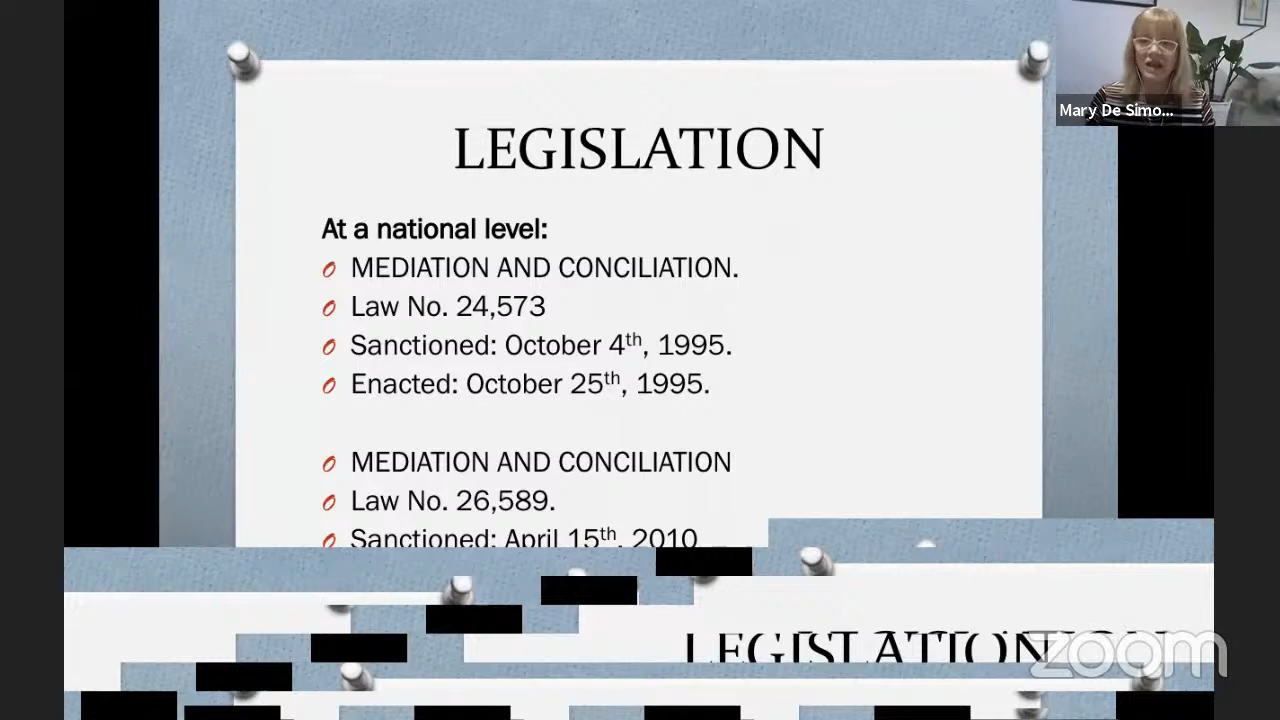 Mary De Simo...
LEGISLATION
At a national level:
MEDIATION AND CONCILIATION.
Law No. 24,573
Sanctioned: October 4th, 1995.
Enacted: October 25th, 1995.
MEDIATION AND CONCILIATION
Law No. 26,589.
Sanctioned: April 15th, 2010
LEGISLATION
zoom